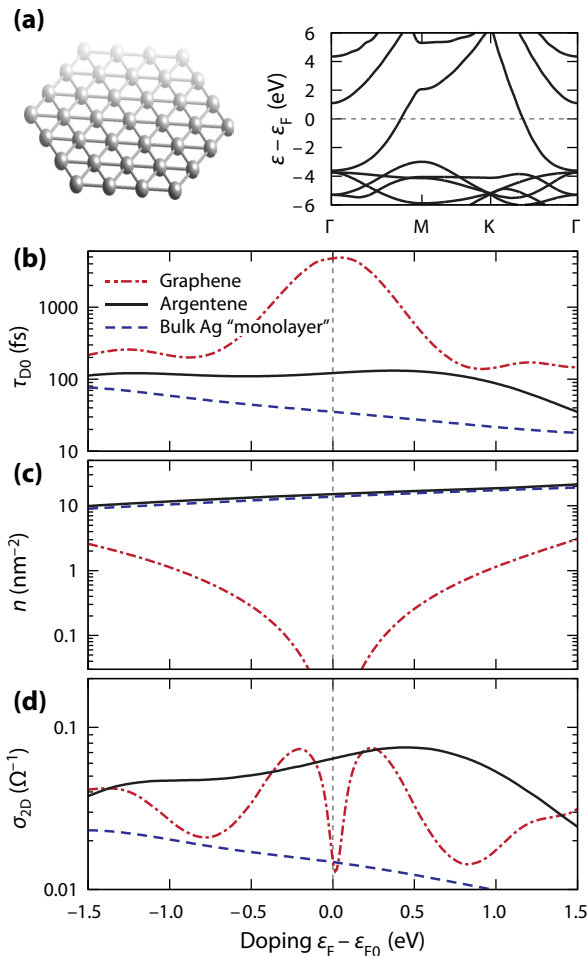 (a)
ε − ε_F (eV)
6
4
2
0
−2
−4
−6
Γ M K Γ
(b)
Graphene
Argentene
Bulk Ag “monolayer”
τ_D0 (fs)
1000
100
10
(c)
n (nm⁻²)
10
1
0.1
(d)
σ_2D (Ω⁻¹)
0.1
0.01
−1.5 −1.0 −0.5 0.0 0.5 1.0 1.5
Doping ε_F − ε_F0 (eV)